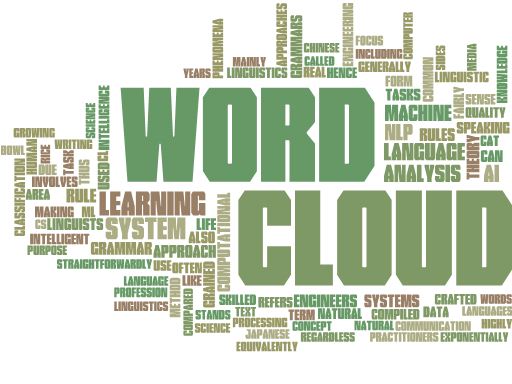 PHENOMENA
APPROACHES
GRAMMARS
ENGINEERING
COMPUTER
CHINESE
FOCUS
MAINLY
CALLED
INCLUDING
COMMON
SIDES
MEDIA
KNOWLEDGE
YEARS
LINGUISTICS
REAL
HENCE
GENERALLY
LINGUISTIC
FORM
WORD
TASKS
FAIRLY
SENSE
MACHINE
QUALITY
SCIENCE
INTELLIGENCE
NLP
RULES
SPEAKING
GROWING
HUMAN
WRITING
LANGUAGE
THEORY
CAT
BOWL
CLASSIFICATION
RICE
DUE
TASK
THUS
USED
CL
CAN
INVOLVES
ANALYSIS
AI
AREA
RULE
LEARNING
CLOUD
MAKING
ML
COMPUTATIONAL
CS
LINGUISTS
SYSTEM
LIFE
INTELLIGENT
ALSO
PURPOSE
GRAMMAR
APPROACH
STRAIGHTFORWARDLY
USE
OFTEN
GRAINED
LANGUAGE
METHOD
LIKE
PROFESSION
COMPARED
SKILLED
REFERS
ENGINEERS
SYSTEMS
CRAFTED
WORDS
LINGUISTICS
STANDS
TEXT
TERM
NATURAL
COMPILED
DATA
LANGUAGES
SCIENCE
PROCESSING
CONCEPT
NATURAL
COMMUNICATION
HIGHLY
JAPANESE
REGARDLESS
PRACTITIONERS
EXPONENTIALLY
EQUIVALENTLY